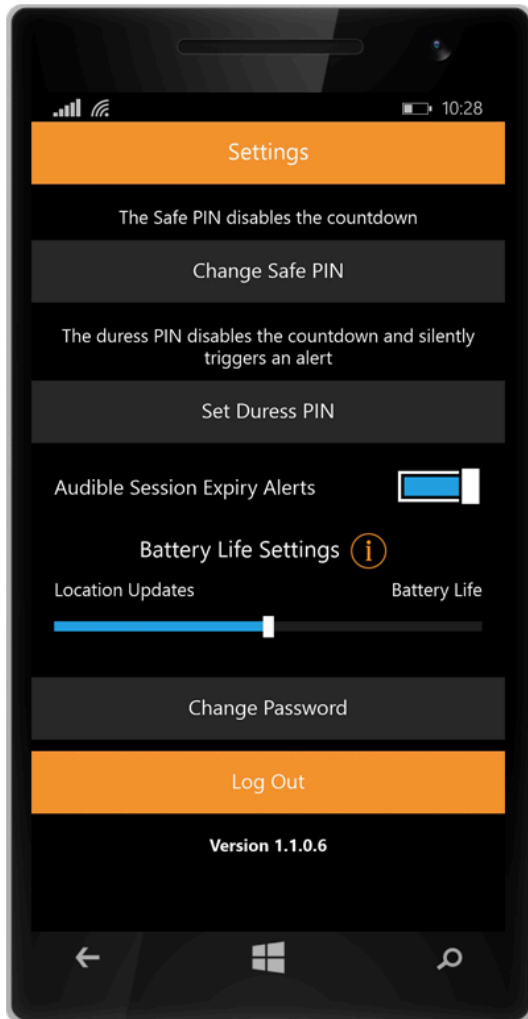 10:28
Settings
The Safe PIN disables the countdown
Change Safe PIN
The duress PIN disables the countdown and silently
triggers an alert
Set Duress PIN
Audible Session Expiry Alerts
Battery Life Settings i
Location Updates Battery Life
Change Password
Log Out
Version 1.1.0.6